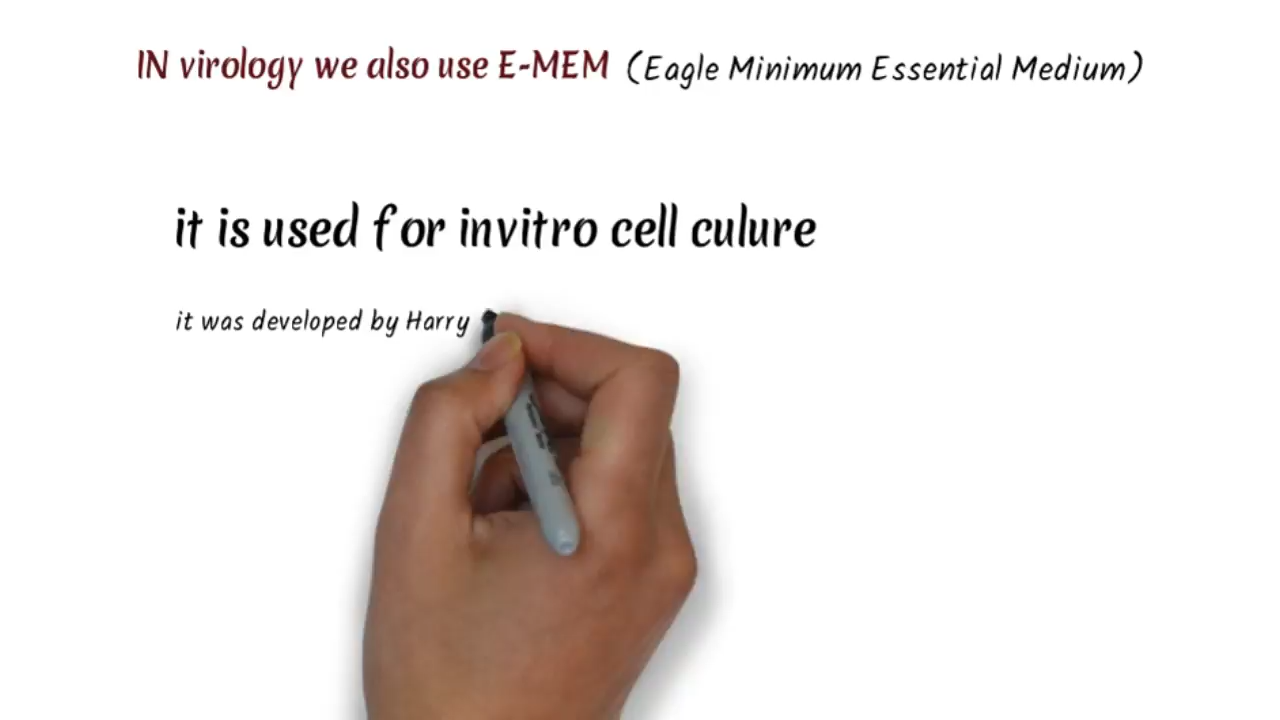 IN virology we also use E-MEM (Eagle Minimum Essential Medium)
it is used for invitro cell culure
it was developed by Harry